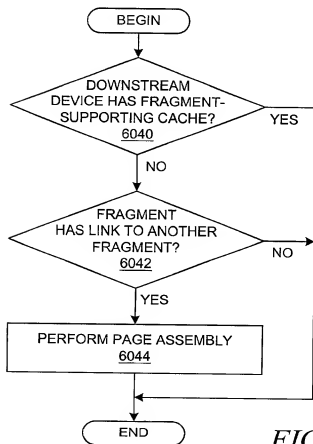 BEGIN
DOWNSTREAM
DEVICE HAS FRAGMENT-
SUPPORTING CACHE?
6040
YES
NO
FRAGMENT
HAS LINK TO ANOTHER
FRAGMENT?
6042
NO
YES
PERFORM PAGE ASSEMBLY
6044
END